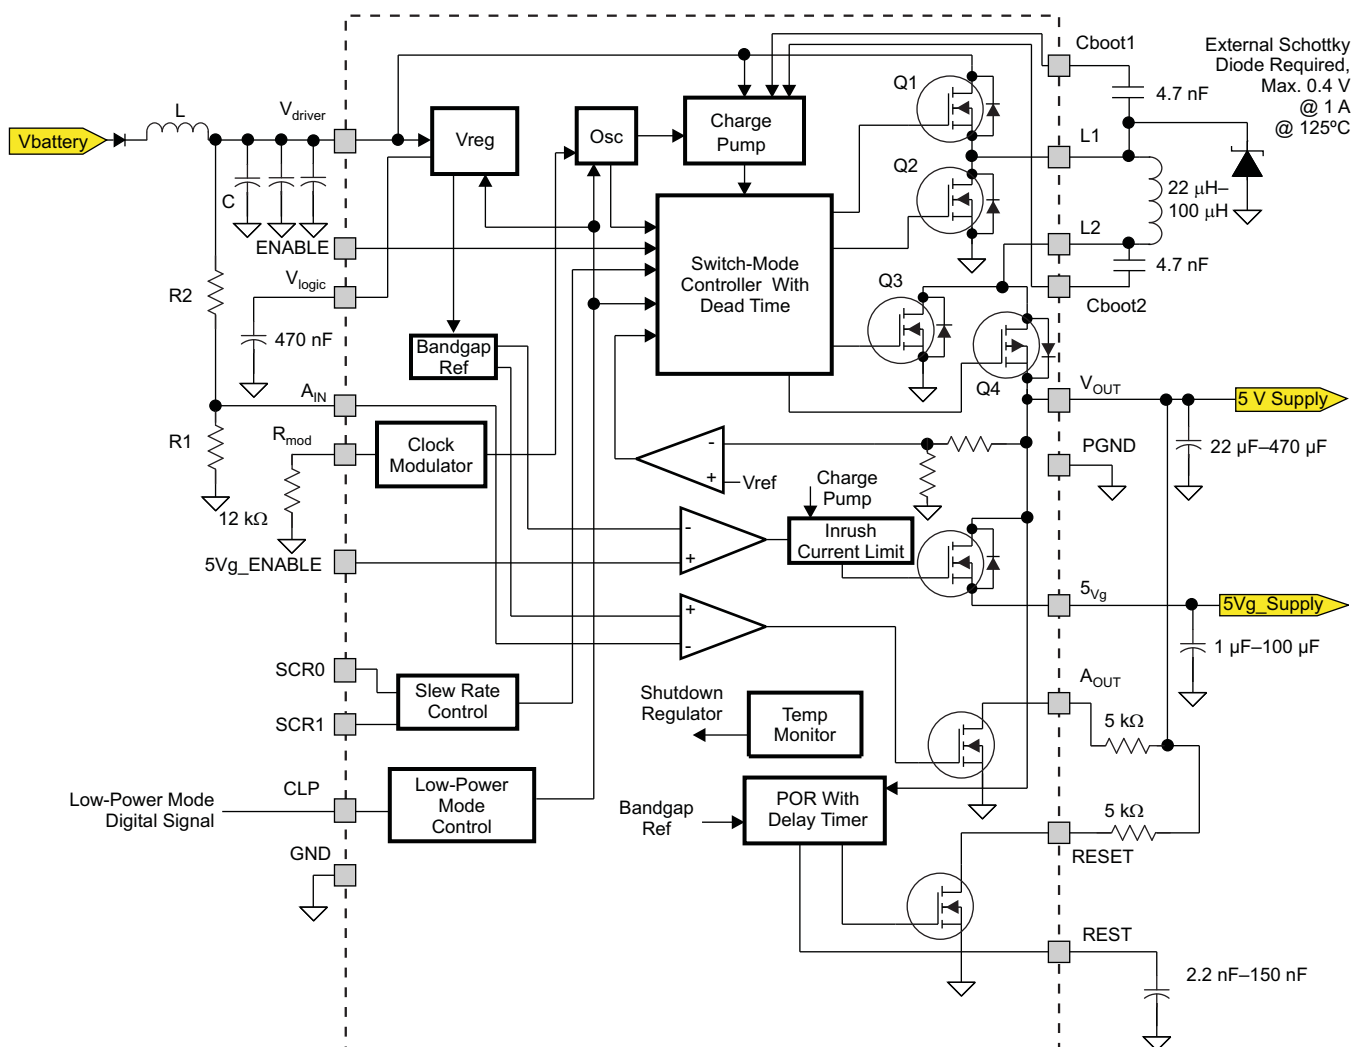 Cboot1
External Schottky
Diode Required,
Max. 0.4 V
@ 1 A
@ 125ºC
Q1
4.7 nF
L
Vdriver
Vbattery
Vreg
Osc
Charge
Pump
L1
C
Q2
22 μH–
100 μH
ENABLE
L2
Switch-Mode
Controller With
Dead Time
4.7 nF
Vlogic
R2
Q3
Cboot2
470 nF
Bandgap
Ref
AIN
Q4
VOUT
5 V Supply
R1
Rmod
Clock
Modulator
-
+
Vref
PGND
22 µF–470 µF
12 kΩ
Charge
Pump
-
+
Inrush
Current Limit
5Vg_ENABLE
5Vg
5Vg_Supply
+
-
1 µF–100 µF
SCR0
SCR1
Slew Rate
Control
Shutdown
Regulator
Temp
Monitor
AOUT
5 kΩ
CLP
Low-Power Mode
Digital Signal
Low-Power
Mode
Control
Bandgap
Ref
POR With
Delay Timer
5 kΩ
RESET
GND
REST
2.2 nF–150 nF